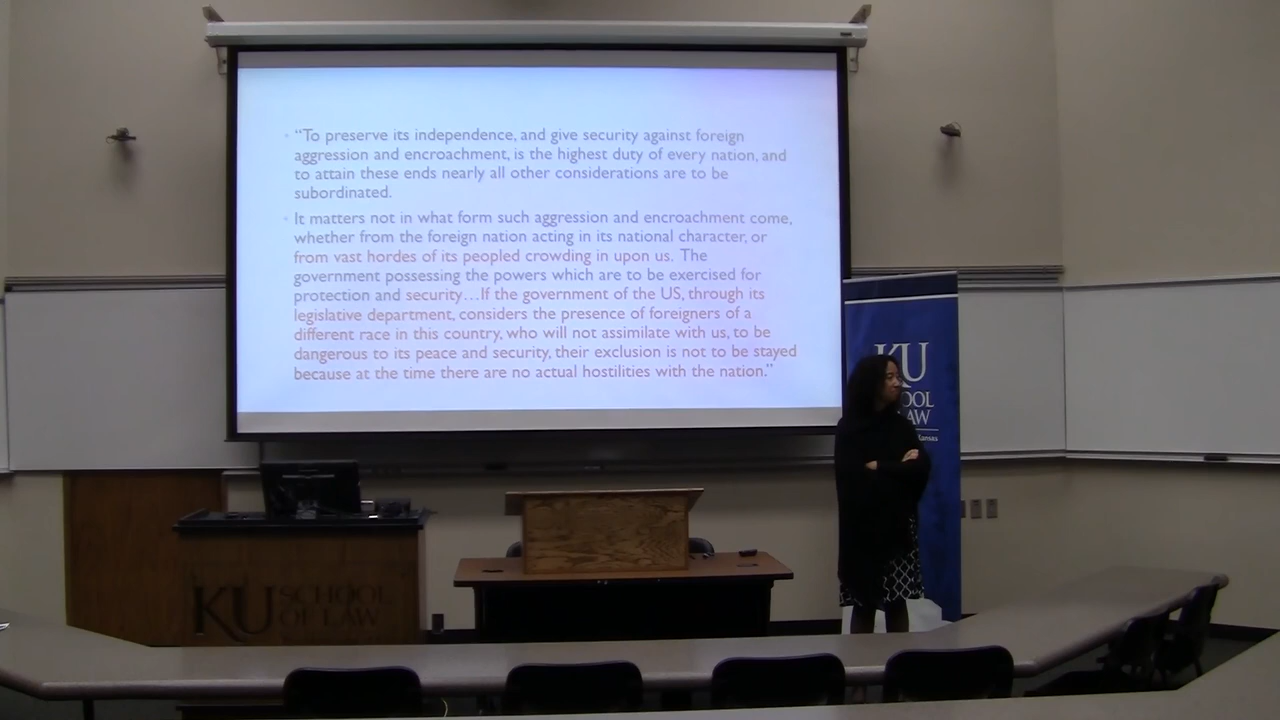 “To preserve its independence, and give security against foreign
aggression and encroachment, is the highest duty of every nation, and
to attain these ends nearly all other considerations are to be
subordinated.
It matters not in what form such aggression and encroachment come,
whether from the foreign nation acting in its national character, or
from vast hordes of its peopled crowding in upon us. The
government possessing the powers which are to be exercised for
protection and security…If the government of the US, through its
legislative department, considers the presence of foreigners of a
different race in this country, who will not assimilate with us, to be
dangerous to its peace and security, their exclusion is not to be stayed
because at the time there are no actual hostilities with the nation.”
KU
OOL
AW
Kansas
KU SCHOOL
OF LAW